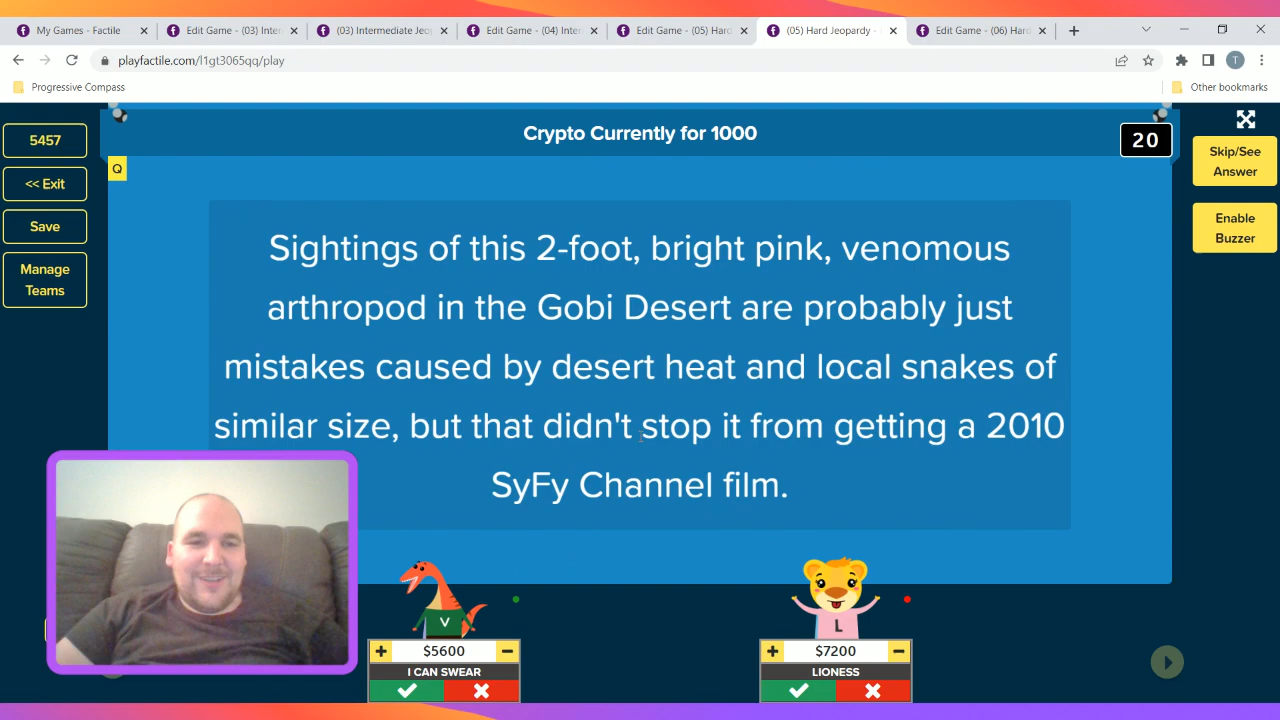 My Games - Factile
Edit Game - (03) Inter
(03) Intermediate Jeop
Edit Game - (04) Inter
Edit Game - (05) Hard
(05) Hard Jeopardy -
Edit Game - (06) Hard
playfactile.com/l1gt3065qq/play
T
Progressive Compass
Other bookmarks
5457
<< Exit
Save
Manage
Teams
Crypto Currently for 1000
20
Q
Skip/See
Answer
Enable
Buzzer
Sightings of this 2-foot, bright pink, venomous
arthropod in the Gobi Desert are probably just
mistakes caused by desert heat and local snakes of
similar size, but that didn't stop it from getting a 2010
SyFy Channel film.
V
L
+ $5600 −
I CAN SWEAR
+ $7200 −
LIONESS